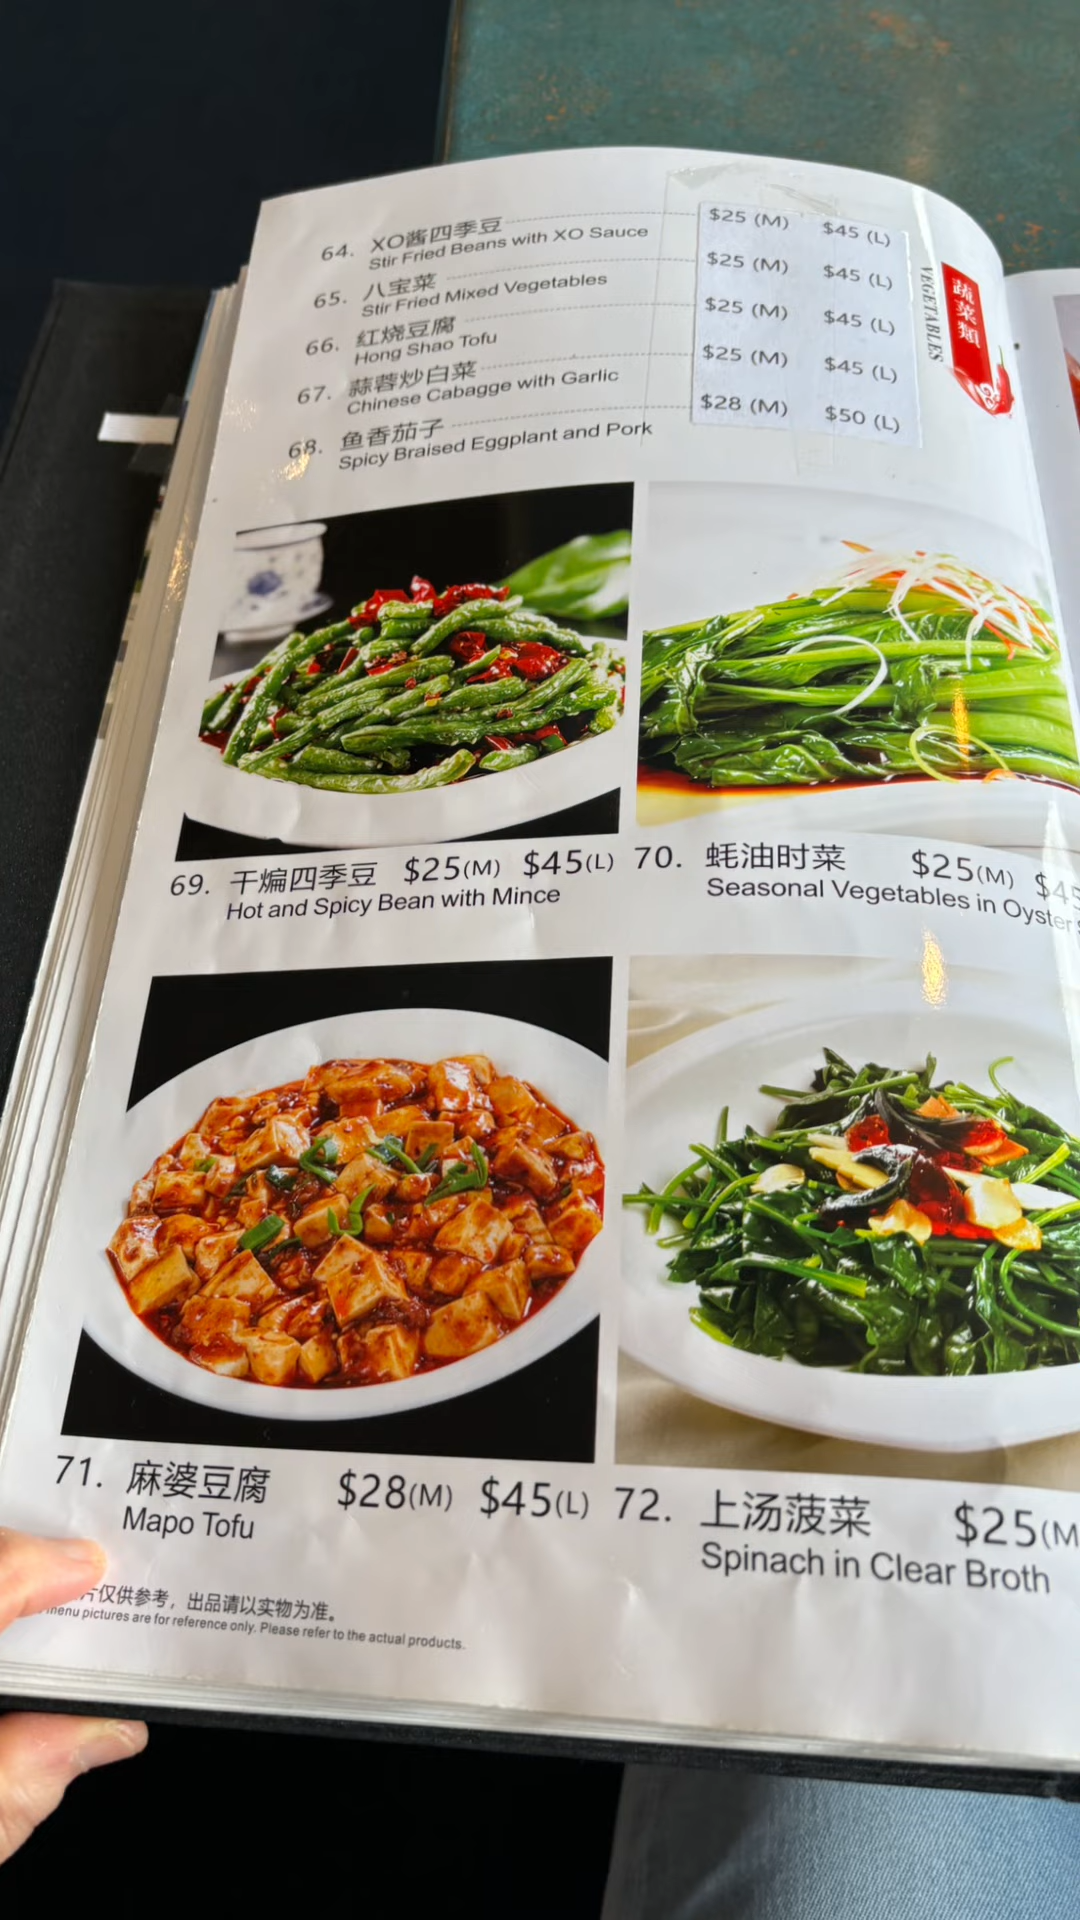 64. XO酱四季豆 $25 (M) $45 (L)
Stir Fried Beans with XO Sauce
65. 八宝菜 $25 (M) $45 (L)
Stir Fried Mixed Vegetables
66. 红烧豆腐 $25 (M) $45 (L)
Hong Shao Tofu
67. 蒜蓉炒白菜 $25 (M) $45 (L)
Chinese Cabagge with Garlic
68. 鱼香茄子 $28 (M) $50 (L)
Spicy Braised Eggplant and Pork
蔬菜類
VEGETABLES
69. 干煸四季豆 $25(M) $45(L)
Hot and Spicy Bean with Mince
70. 蚝油时菜 $25(M) $45
Seasonal Vegetables in Oyster
71. 麻婆豆腐 $28(M) $45(L)
Mapo Tofu
72. 上汤菠菜 $25(M
Spinach in Clear Broth
片仅供参考，出品请以实物为准。
menu pictures are for reference only. Please refer to the actual products.